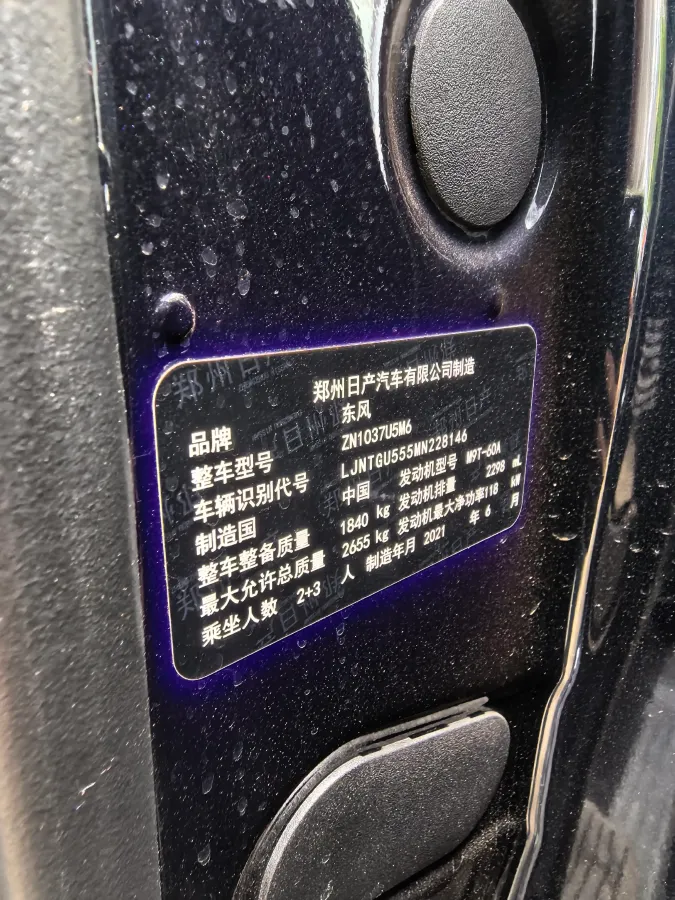 郑州日产汽车有限公司制造
品牌 东风
整车型号 ZN1037U5M6
车辆识别代号 LJNTGU555MN228146
制造国 中国 发动机型号 M9T-60A
整车整备质量 1840 kg 发动机排量 2298 mL
最大允许总质量 2655 kg 发动机最大净功率 118 kW
乘坐人数 2+3 人 制造年月 2021 年 6 月